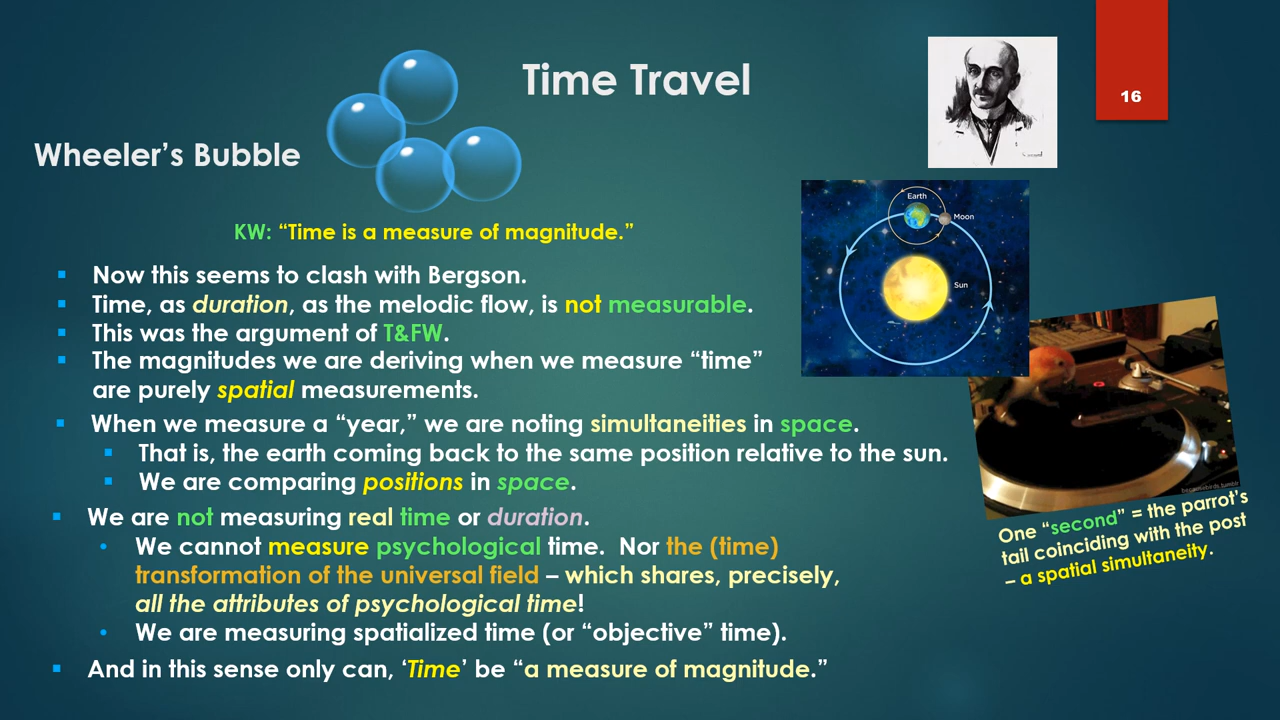 Time Travel
16
Wheeler’s Bubble
KW: “Time is a measure of magnitude.”
Earth
Moon
Sun
▪ Now this seems to clash with Bergson.
▪ Time, as duration, as the melodic flow, is not measurable.
▪ This was the argument of T&FW.
▪ The magnitudes we are deriving when we measure “time”
are purely spatial measurements.
▪ When we measure a “year,” we are noting simultaneities in space.
▪ That is, the earth coming back to the same position relative to the sun.
▪ We are comparing positions in space.
▪ We are not measuring real time or duration.
• We cannot measure psychological time. Nor the (time)
transformation of the universal field – which shares, precisely,
all the attributes of psychological time!
• We are measuring spatialized time (or “objective” time).
▪ And in this sense only can, ‘Time’ be “a measure of magnitude.”
becausebirds.tumblr
One “second” = the parrot’s
tail coinciding with the post
– a spatial simultaneity.